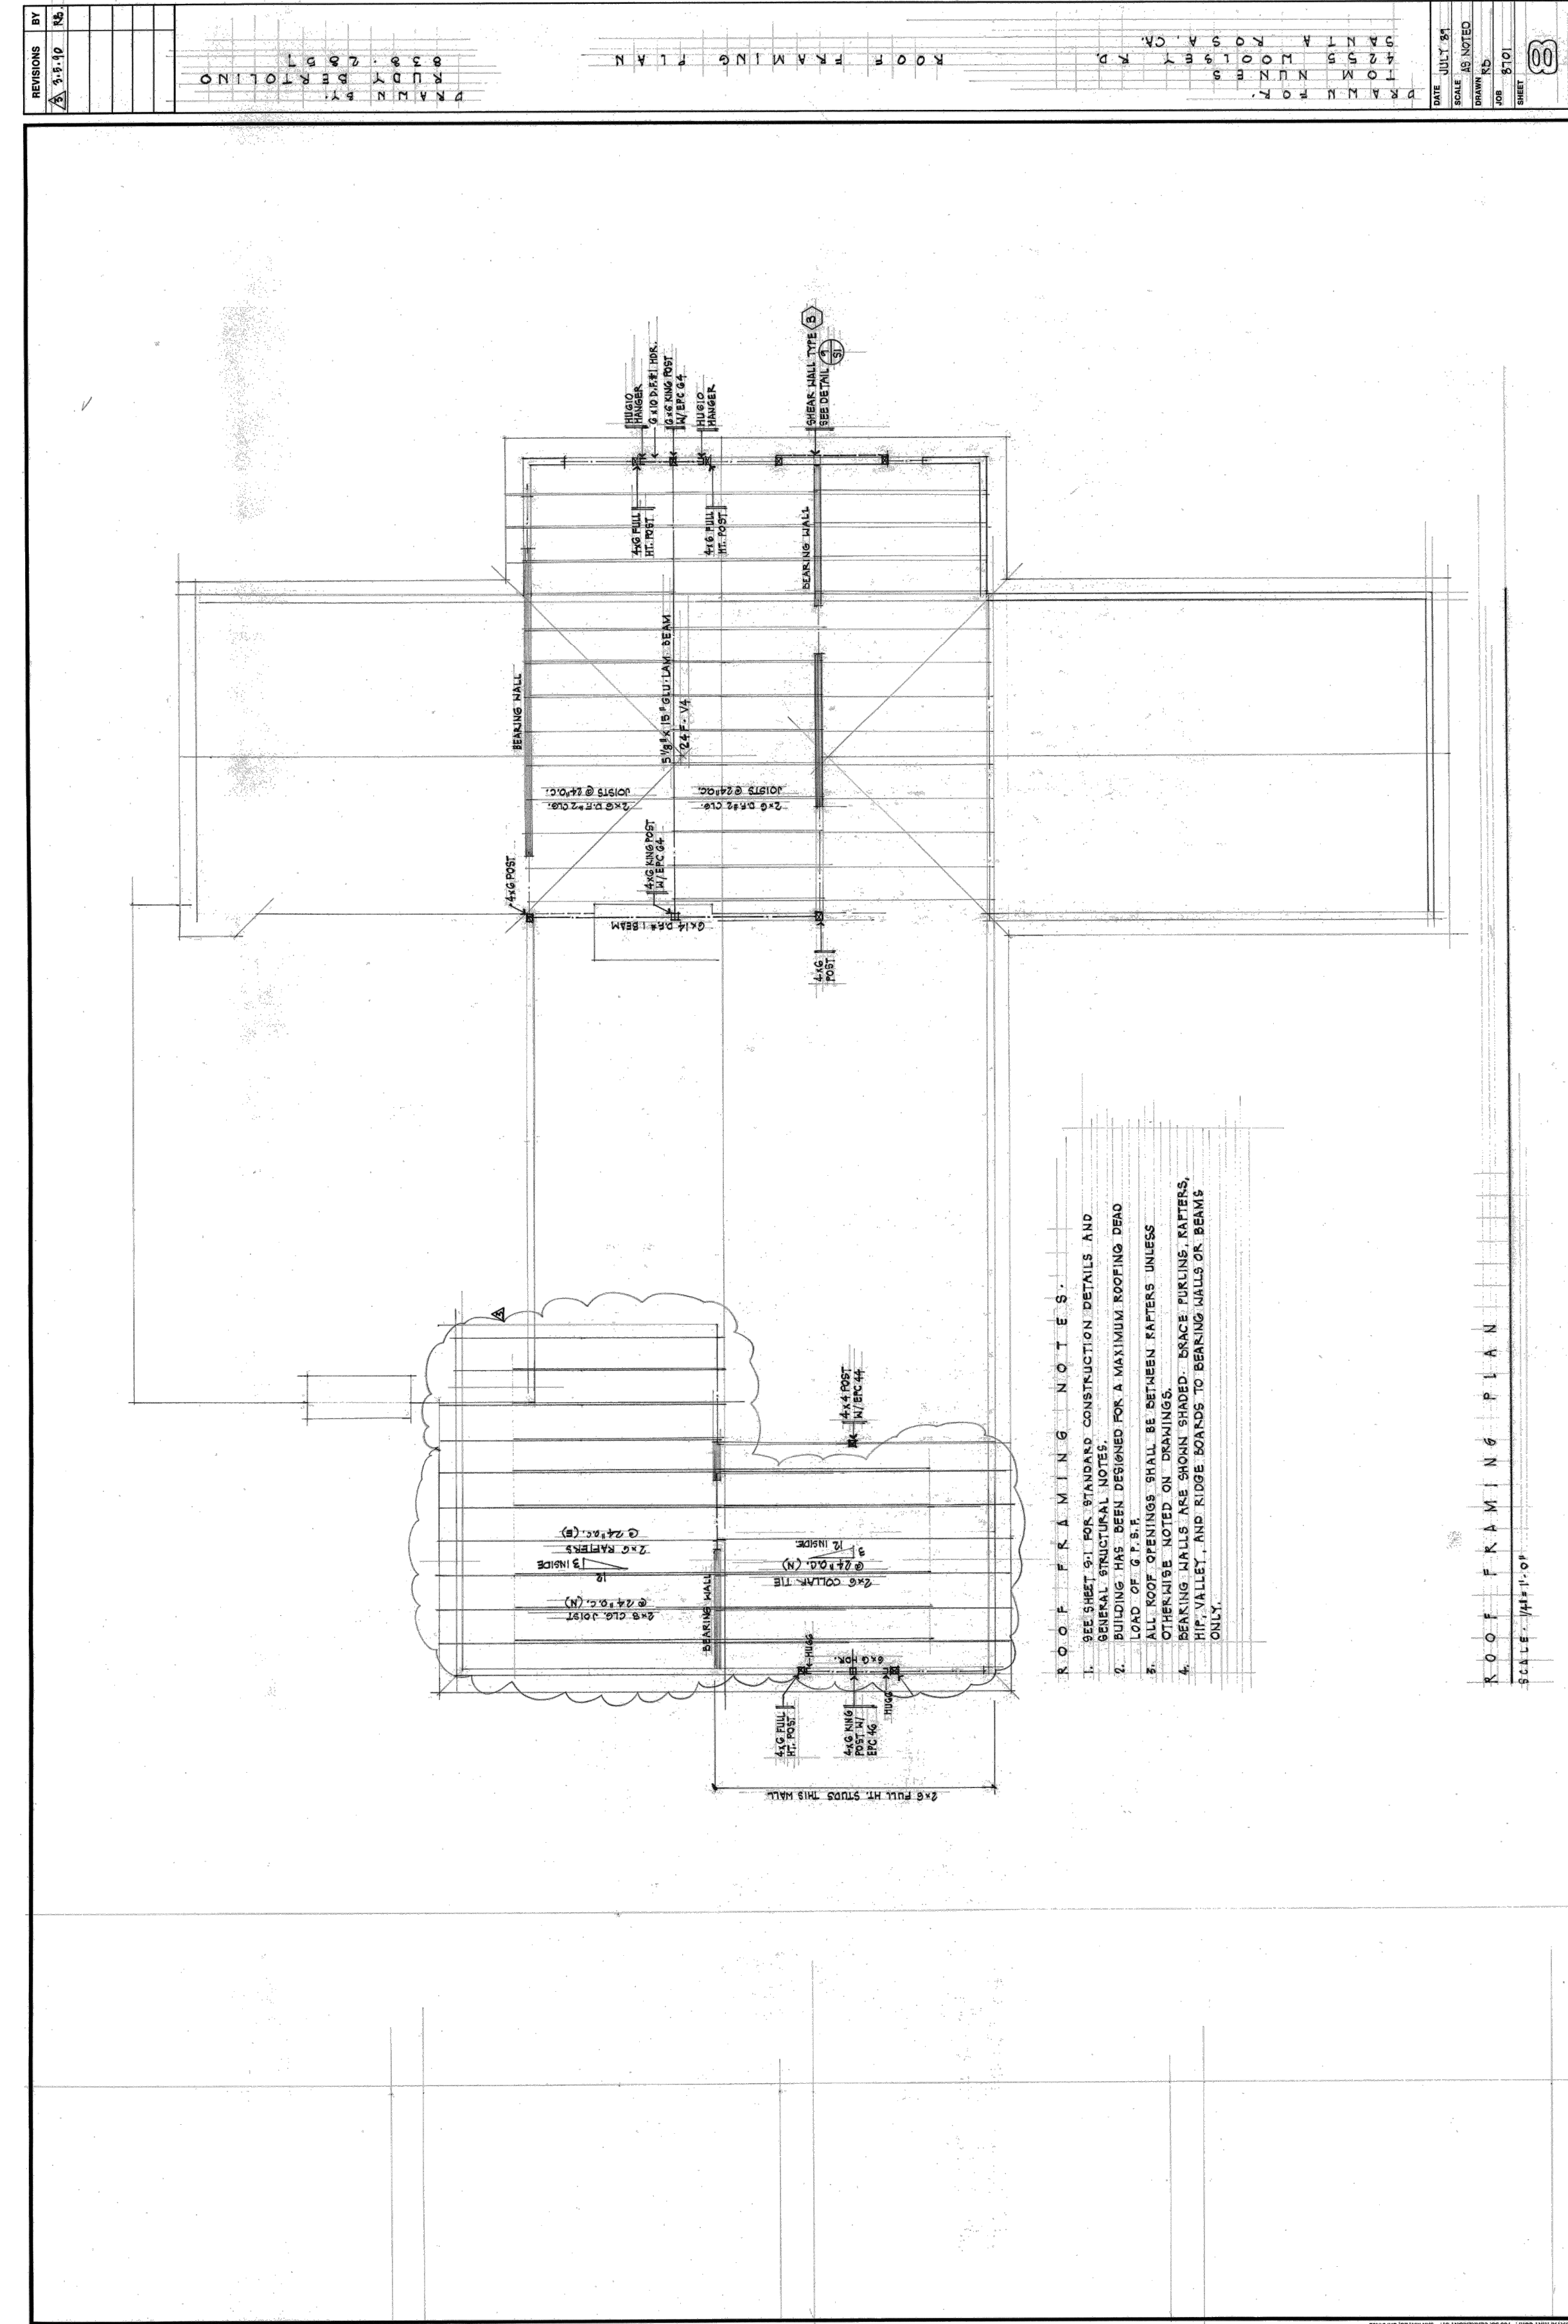 REVISIONS BY
3 3.5.90 RB.
DRAWN BY:
RUDY BERTOLINO
838.2857
ROOF FRAMING PLAN
DRAWN FOR:
TOM NUNES
4255 WOOLSEY RD.
SANTA ROSA, CA.
DATE JULY 89
SCALE AS NOTED
DRAWN RB
JOB 8701
SHEET
8
HUG10
HANGER
6x10 D.F.#1 HDR.
6x6 KING POST
W/EPC 64
HUG10
HANGER
SHEAR WALL TYPE B
SEE DETAIL 9
S1
4x6 FULL
HT. POST
4x6 FULL
HT. POST
BEARING WALL
BEARING WALL
5 1/8" x 15" GLU-LAM BEAM
24F-V4
2x6 D.F.#2 CLG.
JOISTS @ 24" O.C.
2x6 D.F.#2 CLG.
JOISTS @ 24" O.C.
4x6 POST
4x6 KING POST
W/EPC 64
6x14 D.F.#1 BEAM
4x6
POST
3
4x4 POST
W/EPC 44
2x6 RAFTERS
@ 24" O.C. (E)
12
3 INSIDE
2x8 CLG. JOIST
@ 24" O.C. (N)
2x6 COLLAR TIE
@ 24" O.C. (N)
3
12 INSIDE
BEARING WALL
HUG6
6x6 HDR.
HUG6
4x6 FULL
HT. POST
4x6 KING
POST W/
EPC 46
2x6 FULL HT. STUDS THIS WALL
ROOF FRAMING NOTES:
1. SEE SHEET S-1 FOR STANDARD CONSTRUCTION DETAILS AND
GENERAL STRUCTURAL NOTES.
2. BUILDING HAS BEEN DESIGNED FOR A MAXIMUM ROOFING DEAD
LOAD OF 6 P.S.F.
3. ALL ROOF OPENINGS SHALL BE BETWEEN RAFTERS UNLESS
OTHERWISE NOTED ON DRAWINGS.
4. BEARING WALLS ARE SHOWN SHADED. BRACE PURLINS, RAFTERS,
HIP, VALLEY, AND RIDGE BOARDS TO BEARING WALLS OR BEAMS
ONLY.
ROOF FRAMING PLAN
SCALE: 1/4" = 1'-0"